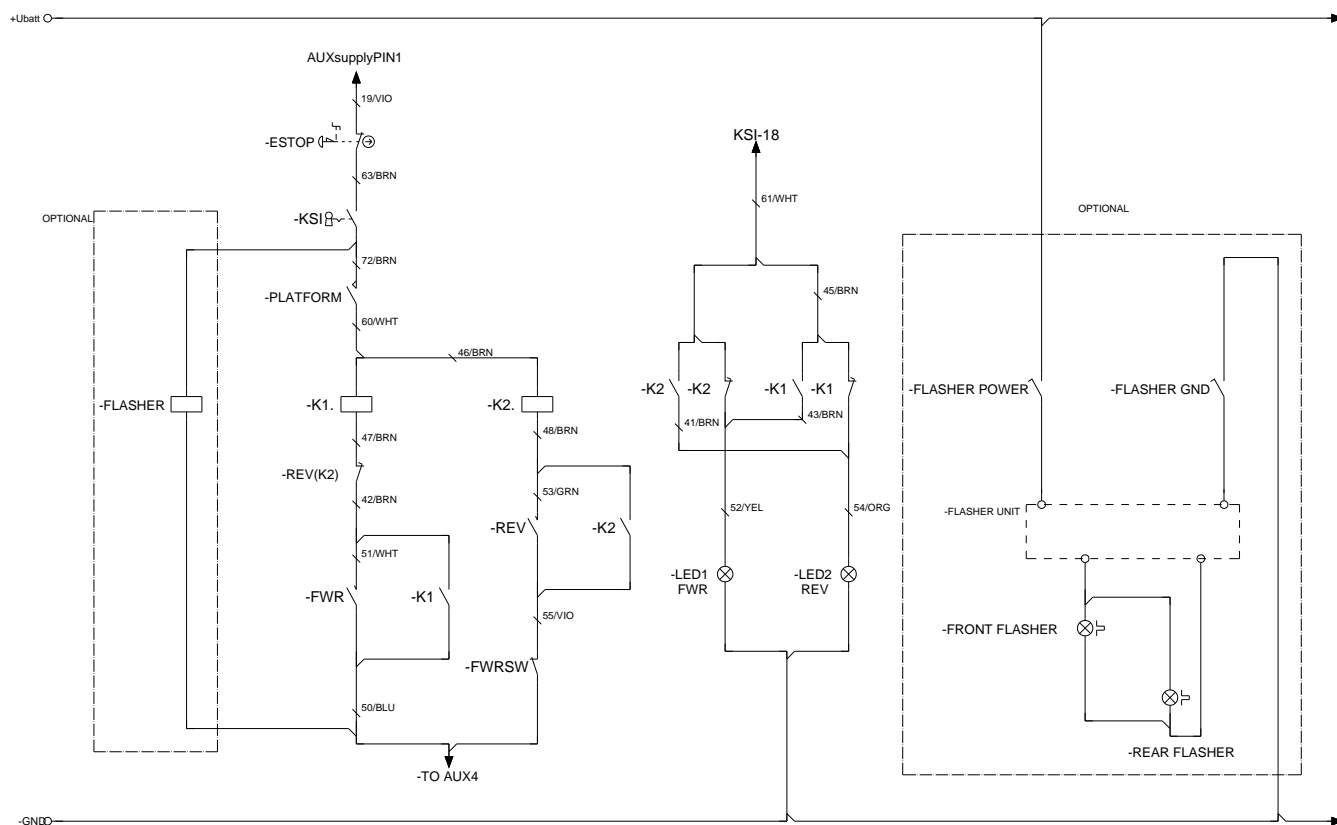 +Ubatt
AUXsupplyPIN1
19/VIO
-ESTOP
63/BRN
OPTIONAL
-KSI
72/BRN
-PLATFORM
60/WHT
46/BRN
-FLASHER
-K1.
-K2.
47/BRN
48/BRN
-REV(K2)
42/BRN
53/GRN
-REV
-K2
51/WHT
-FWR
-K1
55/VIO
-FWRSW
50/BLU
-TO AUX4
KSI-18
61/WHT
45/BRN
-K2
-K2
-K1
-K1
41/BRN
43/BRN
52/YEL
54/ORG
-LED1
FWR
-LED2
REV
OPTIONAL
-FLASHER POWER
-FLASHER GND
-FLASHER UNIT
-FRONT FLASHER
-REAR FLASHER
-GND